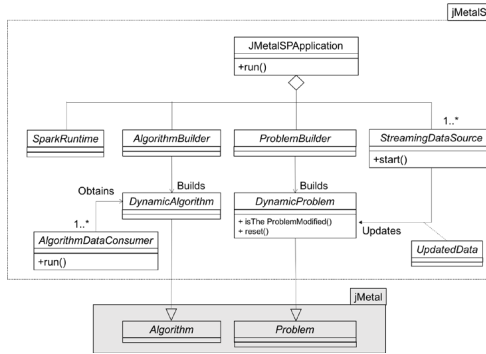 jMetalS
JMetalSPApplication
+run()
1..*
SparkRuntime
AlgorithmBuilder
ProblemBuilder
StreamingDataSource
+start()
Obtains
Builds
Builds
DynamicAlgorithm
DynamicProblem
1..*
+ isThe ProblemModified()
+ reset()
Updates
AlgorithmDataConsumer
+run()
UpdatedData
jMetal
Algorithm
Problem